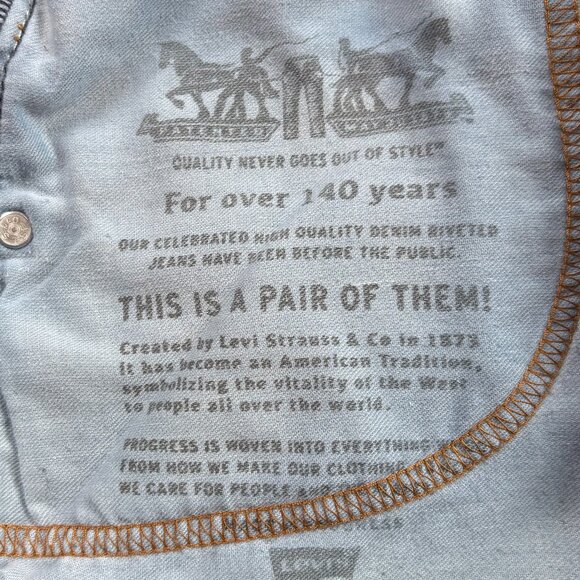 PATENTED
QUALITY NEVER GOES OUT OF STYLE™
For over 140 years
OUR CELEBRATED HIGH QUALITY DENIM RIVETED
JEANS HAVE BEEN BEFORE THE PUBLIC.
THIS IS A PAIR OF THEM!
Created by Levi Strauss & Co in 1873
it has become an American Tradition,
symbolizing the vitality of the West
to people all over the world.
PROGRESS IS WOVEN INTO EVERYTHING
FROM HOW WE MAKE OUR CLOTHING
WE CARE FOR PEOPLE AND
LEVI'S